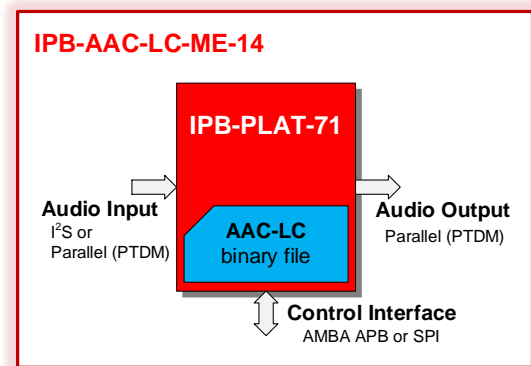 IPB-AAC-LC-ME-14
IPB-PLAT-71
Audio Input
I²S or
Parallel (PTDM)
AAC-LC
binary file
Audio Output
Parallel (PTDM)
Control Interface
AMBA APB or SPI